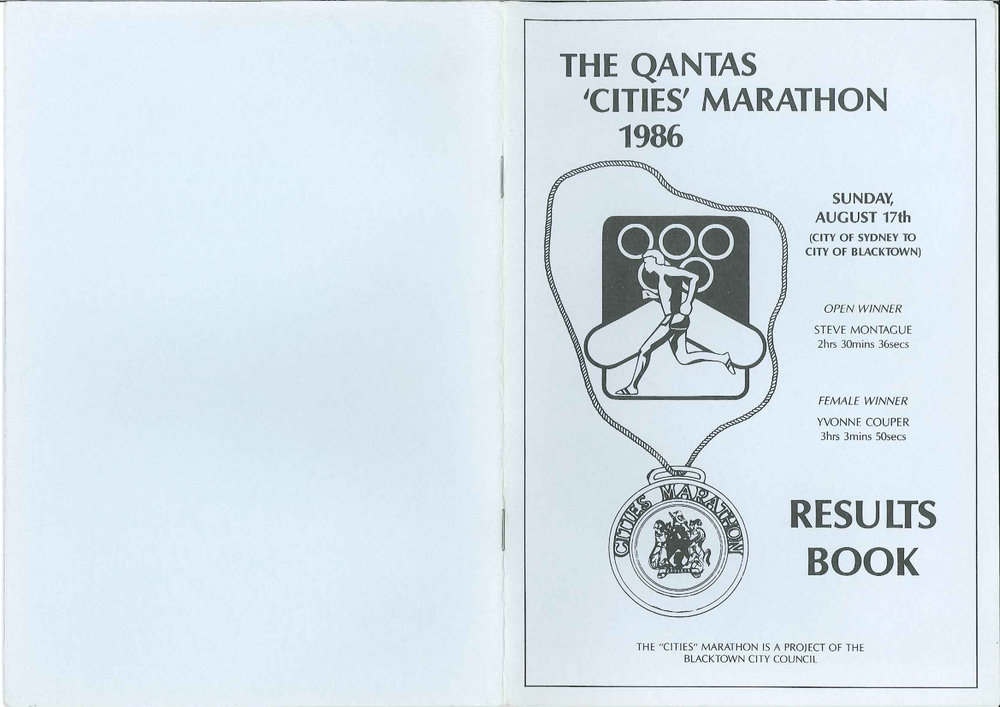 THE QANTAS
'CITIES' MARATHON
1986
SUNDAY,
AUGUST 17th
(CITY OF SYDNEY TO
CITY OF BLACKTOWN)
OPEN WINNER
STEVE MONTAGUE
2hrs 30mins 36secs
FEMALE WINNER
YVONNE COUPER
3hrs 3mins 50secs
CITIES MARATHON
RESULTS
BOOK
THE "CITIES" MARATHON IS A PROJECT OF THE
BLACKTOWN CITY COUNCIL